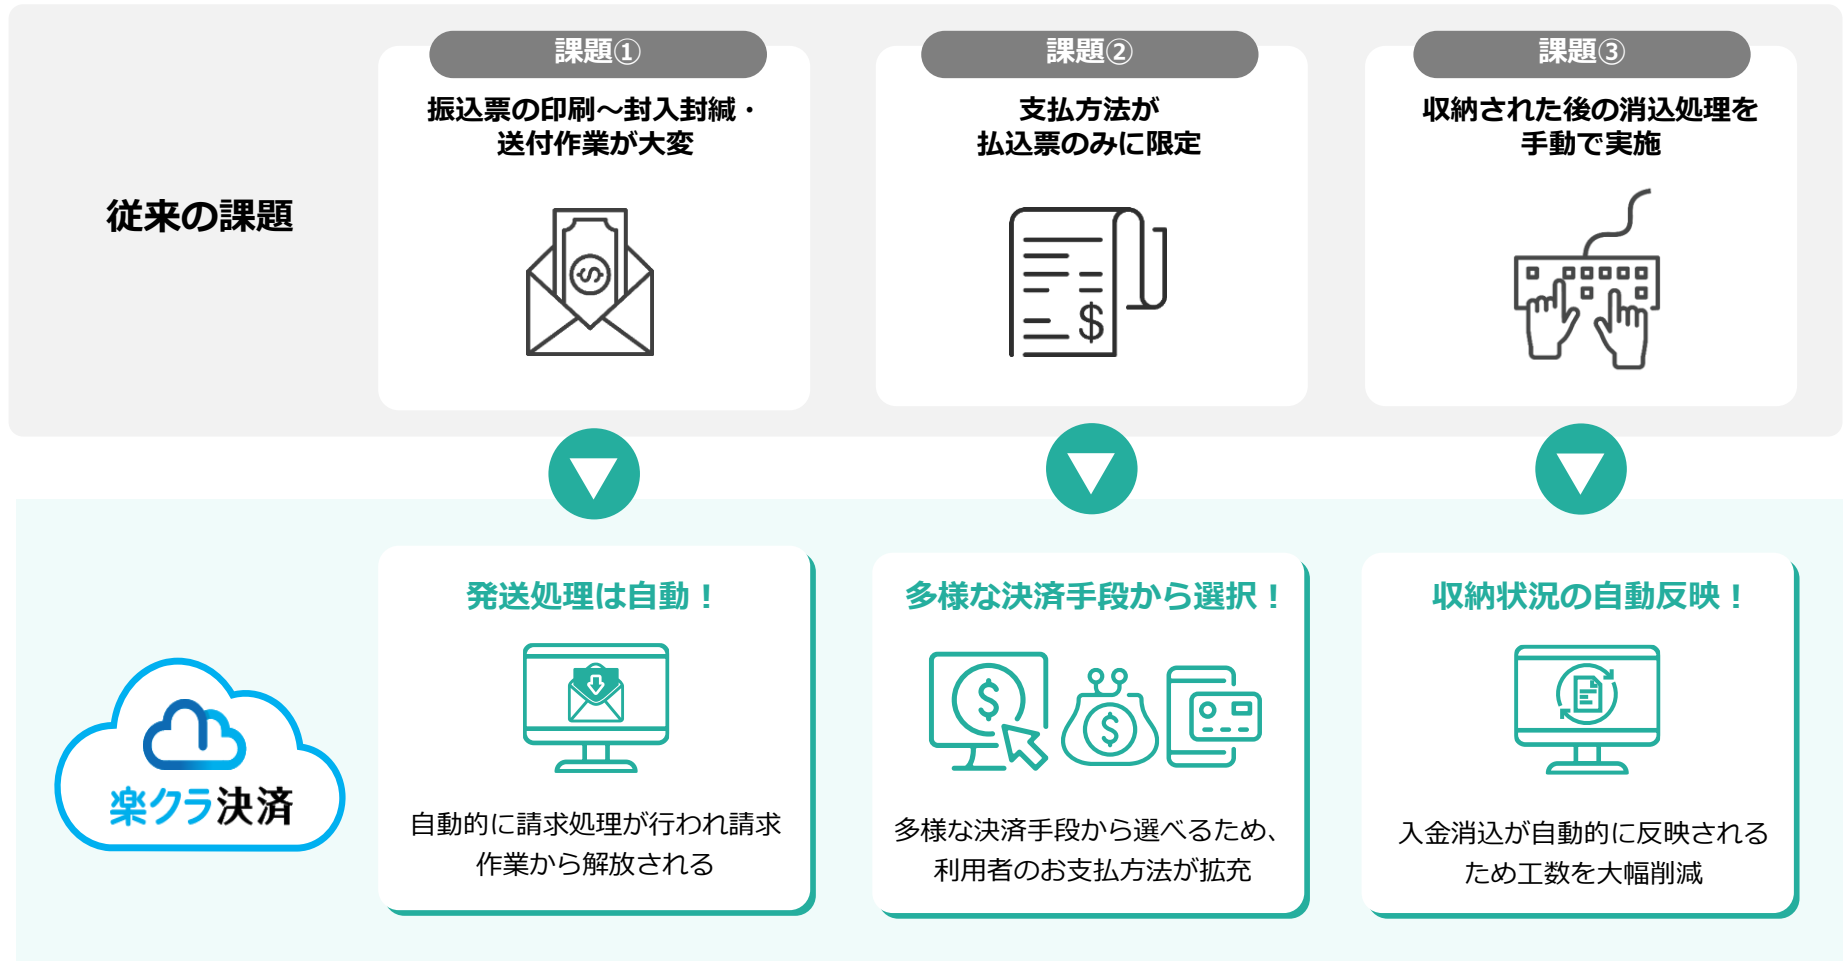 従来の課題
課題①
振込票の印刷～封入封緘・
送付作業が大変
課題②
支払方法が
払込票のみに限定
課題③
収納された後の消込処理を
手動で実施
楽クラ決済
発送処理は自動！
自動的に請求処理が行われ請求
作業から解放される
多様な決済手段から選択！
多様な決済手段から選べるため、
利用者のお支払方法が拡充
収納状況の自動反映！
入金消込が自動的に反映される
ため工数を大幅削減